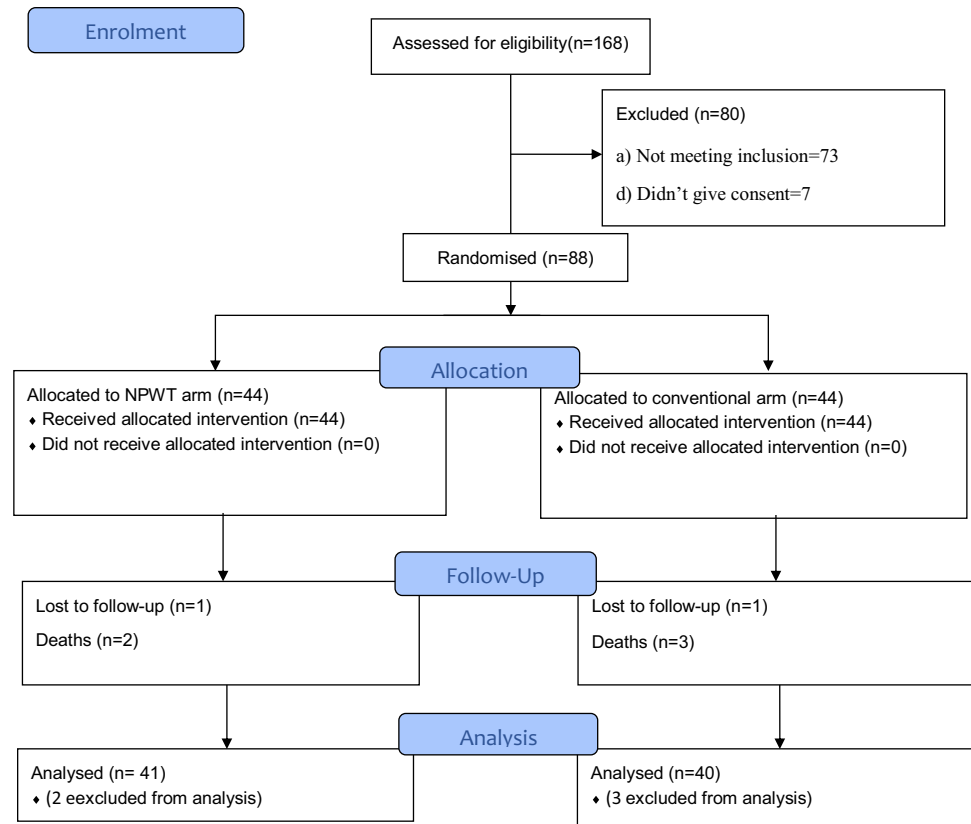 Enrolment
Assessed for eligibility(n=168)
Excluded (n=80)
a) Not meeting inclusion=73
d) Didn't give consent=7
Randomised (n=88)
Allocation
Allocated to NPWT arm (n=44)
♦ Received allocated intervention (n=44)
♦ Did not receive allocated intervention (n=0)
Allocated to conventional arm (n=44)
♦ Received allocated intervention (n=44)
♦ Did not receive allocated intervention (n=0)
Follow-Up
Lost to follow-up (n=1)
Deaths (n=2)
Lost to follow-up (n=1)
Deaths (n=3)
Analysis
Analysed (n= 41)
♦ (2 eexcluded from analysis)
Analysed (n=40)
♦ (3 excluded from analysis)